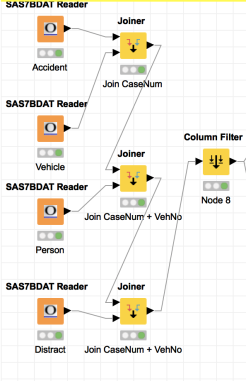 SAS7BDAT Reader
Joiner
Accident
Join CaseNum
SAS7BDAT Reader
Vehicle
Joiner
Column Filter
SAS7BDAT Reader
Join CaseNum + VehNo
Node 8
Person
SAS7BDAT Reader
Joiner
Distract
Join CaseNum + VehNo